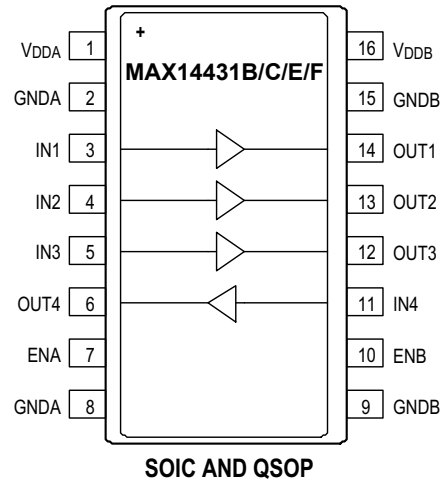 +
MAX14431B/C/E/F
VDDA 1 16 VDDB
GNDA 2 15 GNDB
IN1 3 14 OUT1
IN2 4 13 OUT2
IN3 5 12 OUT3
OUT4 6 11 IN4
ENA 7 10 ENB
GNDA 8 9 GNDB
SOIC AND QSOP